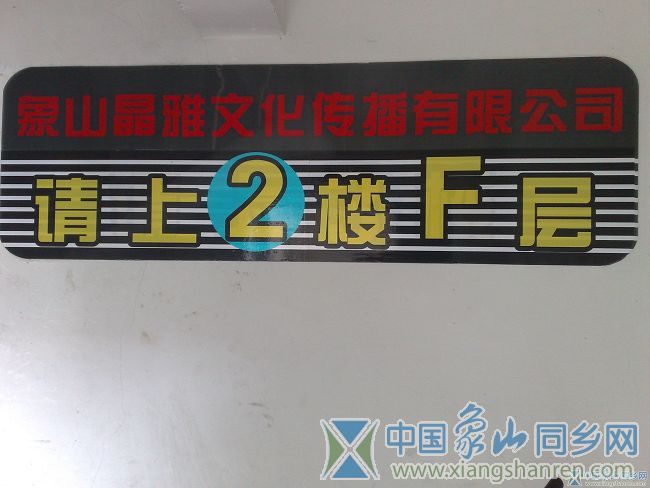 象山晶雅文化传播有限公司
请上2楼F层
中国象山同乡网
www.xiangshanren.com